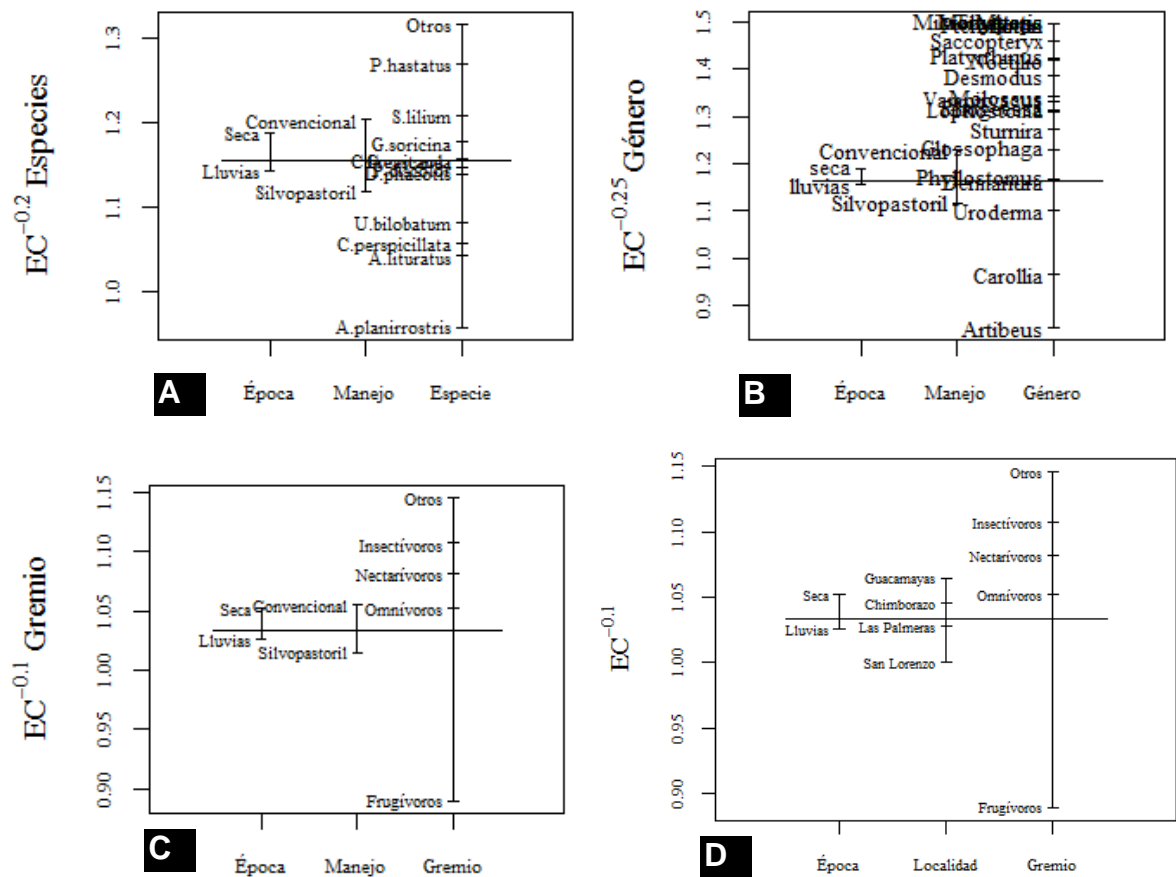 EC^-0.2 Especies
1.3
1.2
1.1
1.0
Otros
P.hastatus
S.lilium
Convencional
Seca
G.soricina
Lluvias
D.phaeotis
Silvopastoril
U.bilobatum
C.perspicillata
A.lituratus
A.planirrostris
A
Época Manejo Especie
EC^-0.25 Género
1.5
1.4
1.3
1.2
1.1
1.0
0.9
Saccopteryx
Platyrrhinus
Noctilio
Desmodus
Molossus
Lophostoma
Sturnira
Glossophaga
Convencional
seca
Phyllostomus
lluvias
Silvopastoril
Uroderma
Carollia
Artibeus
B
Época Manejo Género
EC^-0.1 Gremio
1.15
1.10
1.05
1.00
0.95
0.90
Otros
Insectívoros
Nectarívoros
Seca
Convencional
Omnívoros
Lluvias
Silvopastoril
Frugívoros
C
Época Manejo Gremio
EC^-0.1
1.15
1.10
1.05
1.00
0.95
0.90
Otros
Insectívoros
Nectarívoros
Guacamayas
Seca
Chimborazo
Omnívoros
Lluvias
Las Palmeras
San Lorenzo
Frugívoros
D
Época Localidad Gremio